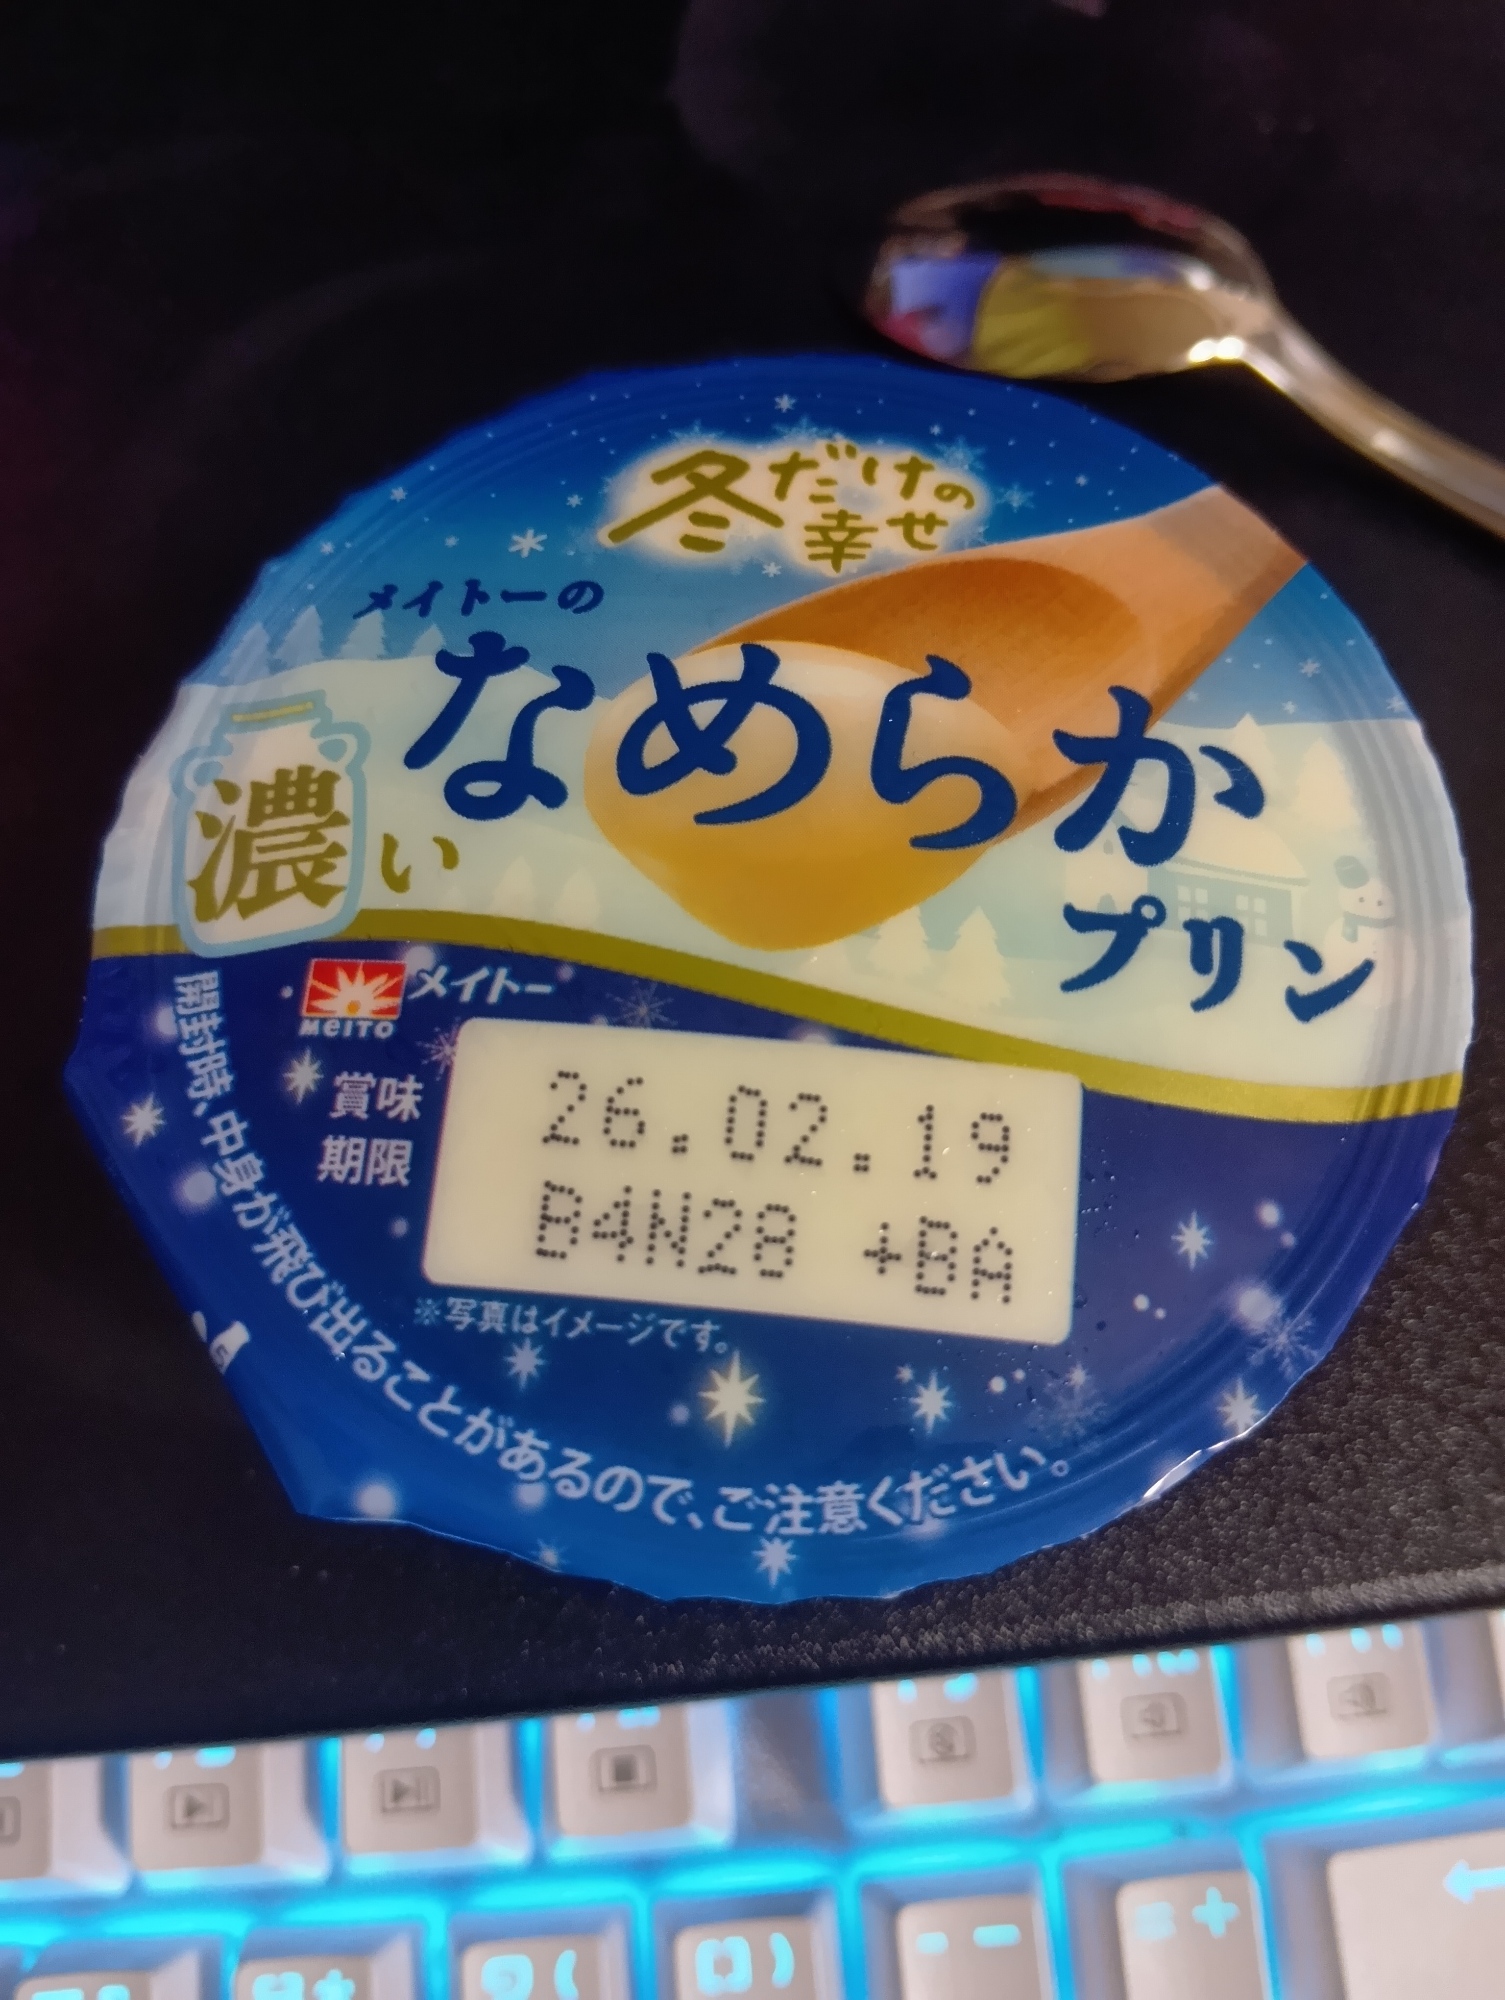 冬だけの
幸せ
メイトーの
なめらか
プリン
濃い
MEITO
メイトー
賞味
期限
26.02.19
B4N28 +BA
※写真はイメージです。
開封時、中身が飛び出ることがあるので、ご注意ください。
9 (
) 
- -
= +
←